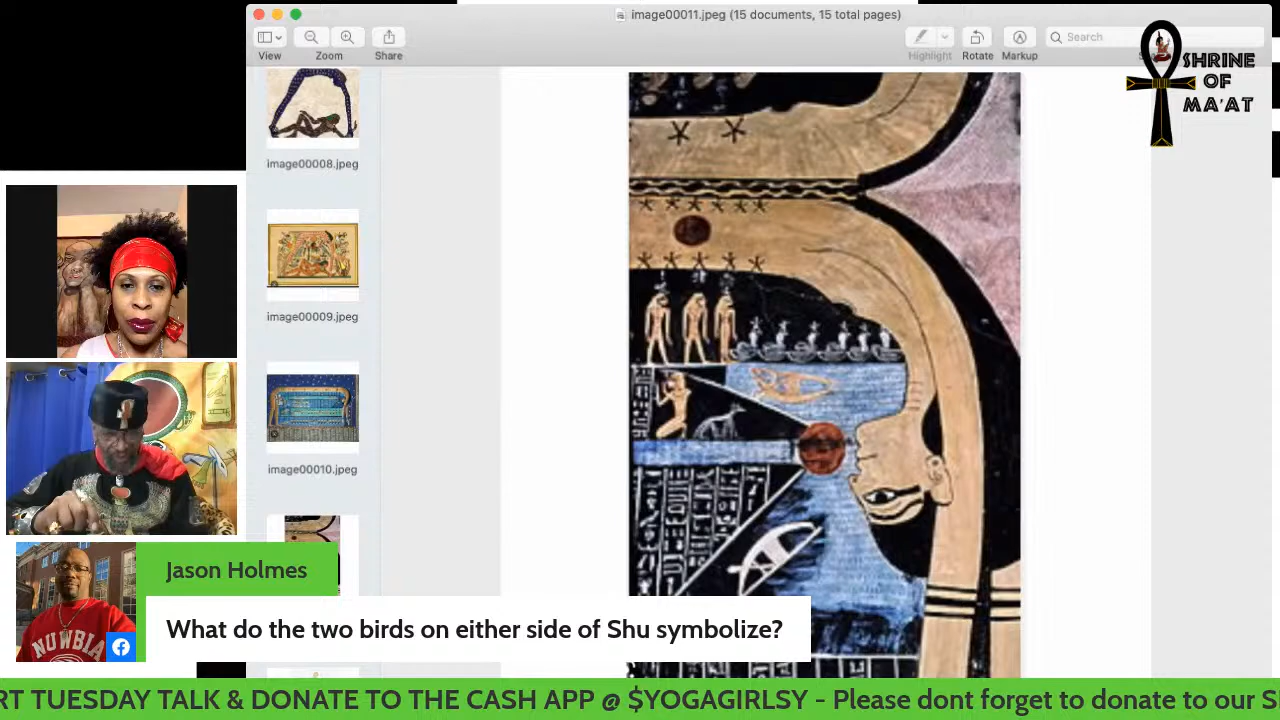 image00011.jpeg (15 documents, 15 total pages)
View
Zoom
Share
Highlight
Rotate
Markup
Search
SHRINE
OF
MA'AT
image00008.jpeg
image00009.jpeg
image00010.jpeg
NUWBIA
Jason Holmes
What do the two birds on either side of Shu symbolize?
RT TUESDAY TALK & DONATE TO THE CASH APP @ $YOGAGIRLSY - Please dont forget to donate to our S